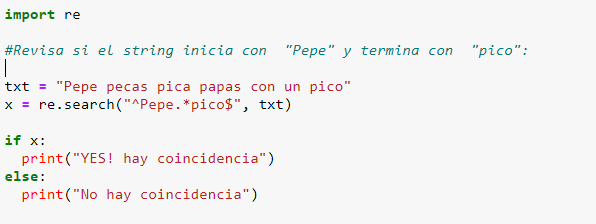 import re
#Revisa si el string inicia con  "Pepe" y termina con  "pico":
txt = "Pepe pecas pica papas con un pico"
x = re.search("^Pepe.*pico$", txt)
if x:
  print("YES! hay coincidencia")
else:
  print("No hay coincidencia")